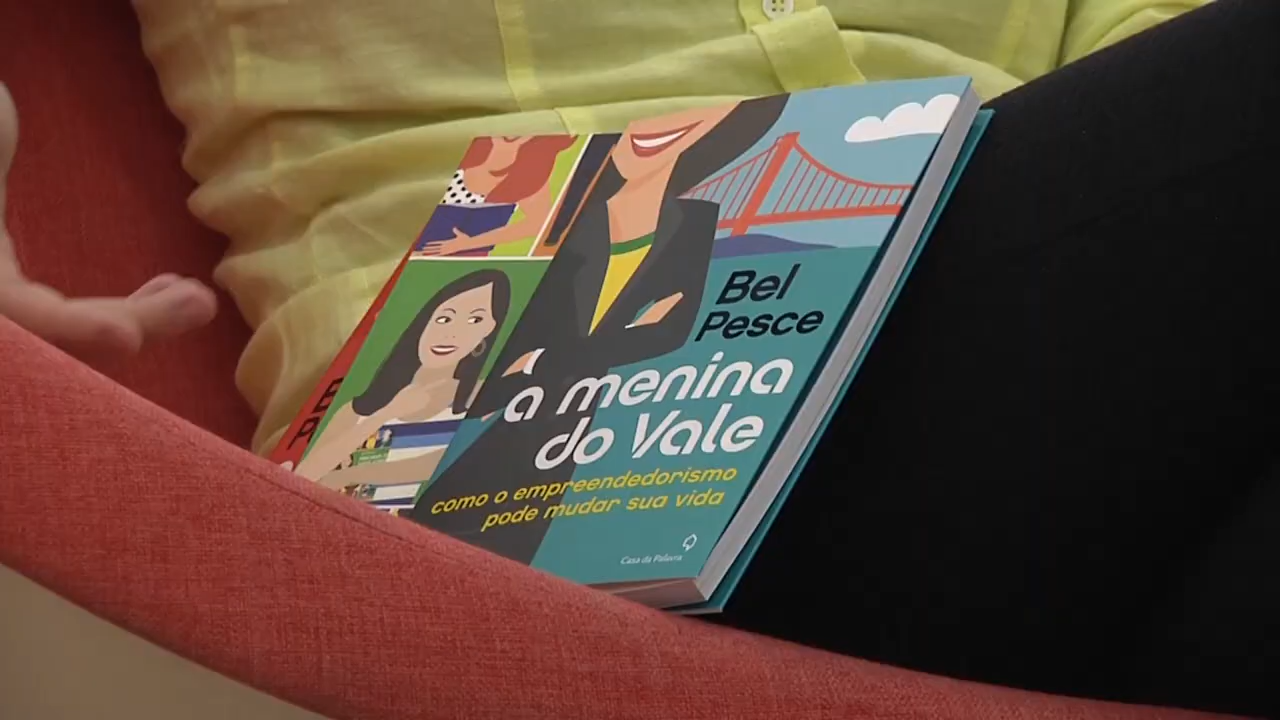 Bel
Pesce
a menina
do Vale
como o empreendedorismo
pode mudar sua vida
Casa da Palavra